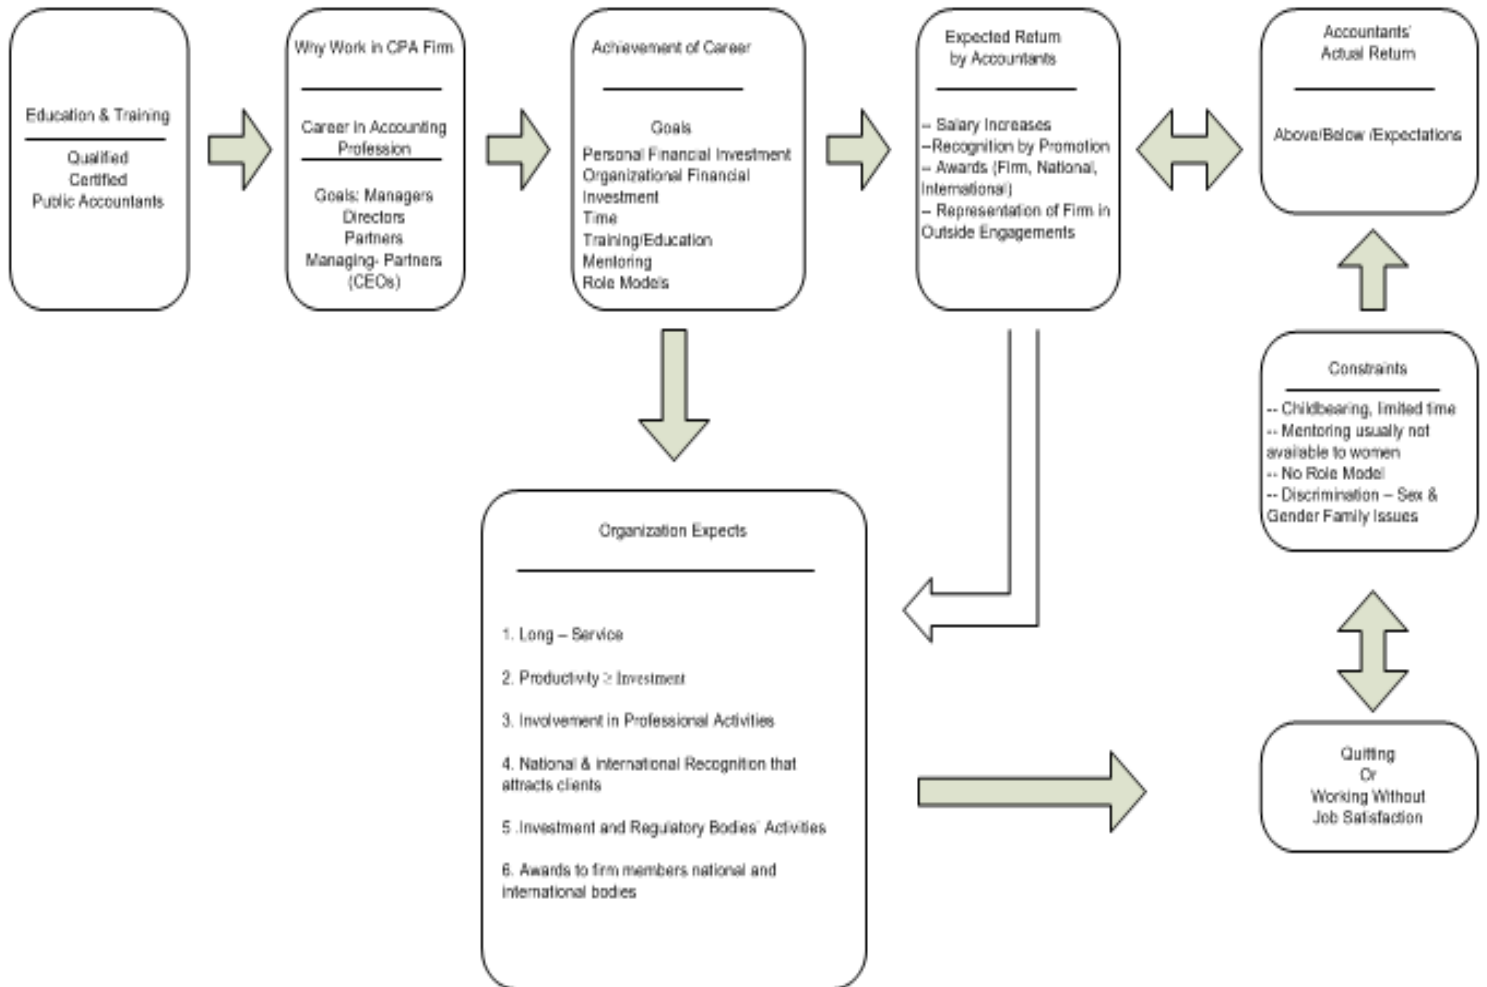 Education & Training
Qualified
Certified
Public Accountants
Why Work in CPA Firm
Career in Accounting
Profession
Goals: Managers
Directors
Partners
Managing- Partners
(CEOs)
Achievement of Career
Goals
Personal Financial Investment
Organizational Financial
Investment
Time
Training/Education
Mentoring
Role Models
Expected Return
by Accountants
-- Salary Increases
--Recognition by Promotion
-- Awards (Firm, National,
International)
-- Representation of Firm in
Outside Engagements
Accountants'
Actual Return
Above/Below /Expectations
Constraints
-- Childbearing, limited time
-- Mentoring usually not
available to women
-- No Role Model
-- Discrimination – Sex &
Gender Family Issues
Organization Expects
1. Long – Service
2. Productivity ≥ Investment
3. Involvement in Professional Activities
4. National & international Recognition that
attracts clients
5 .Investment and Regulatory Bodies' Activities
6. Awards to firm members national and
international bodies
Quitting
Or
Working Without
Job Satisfaction